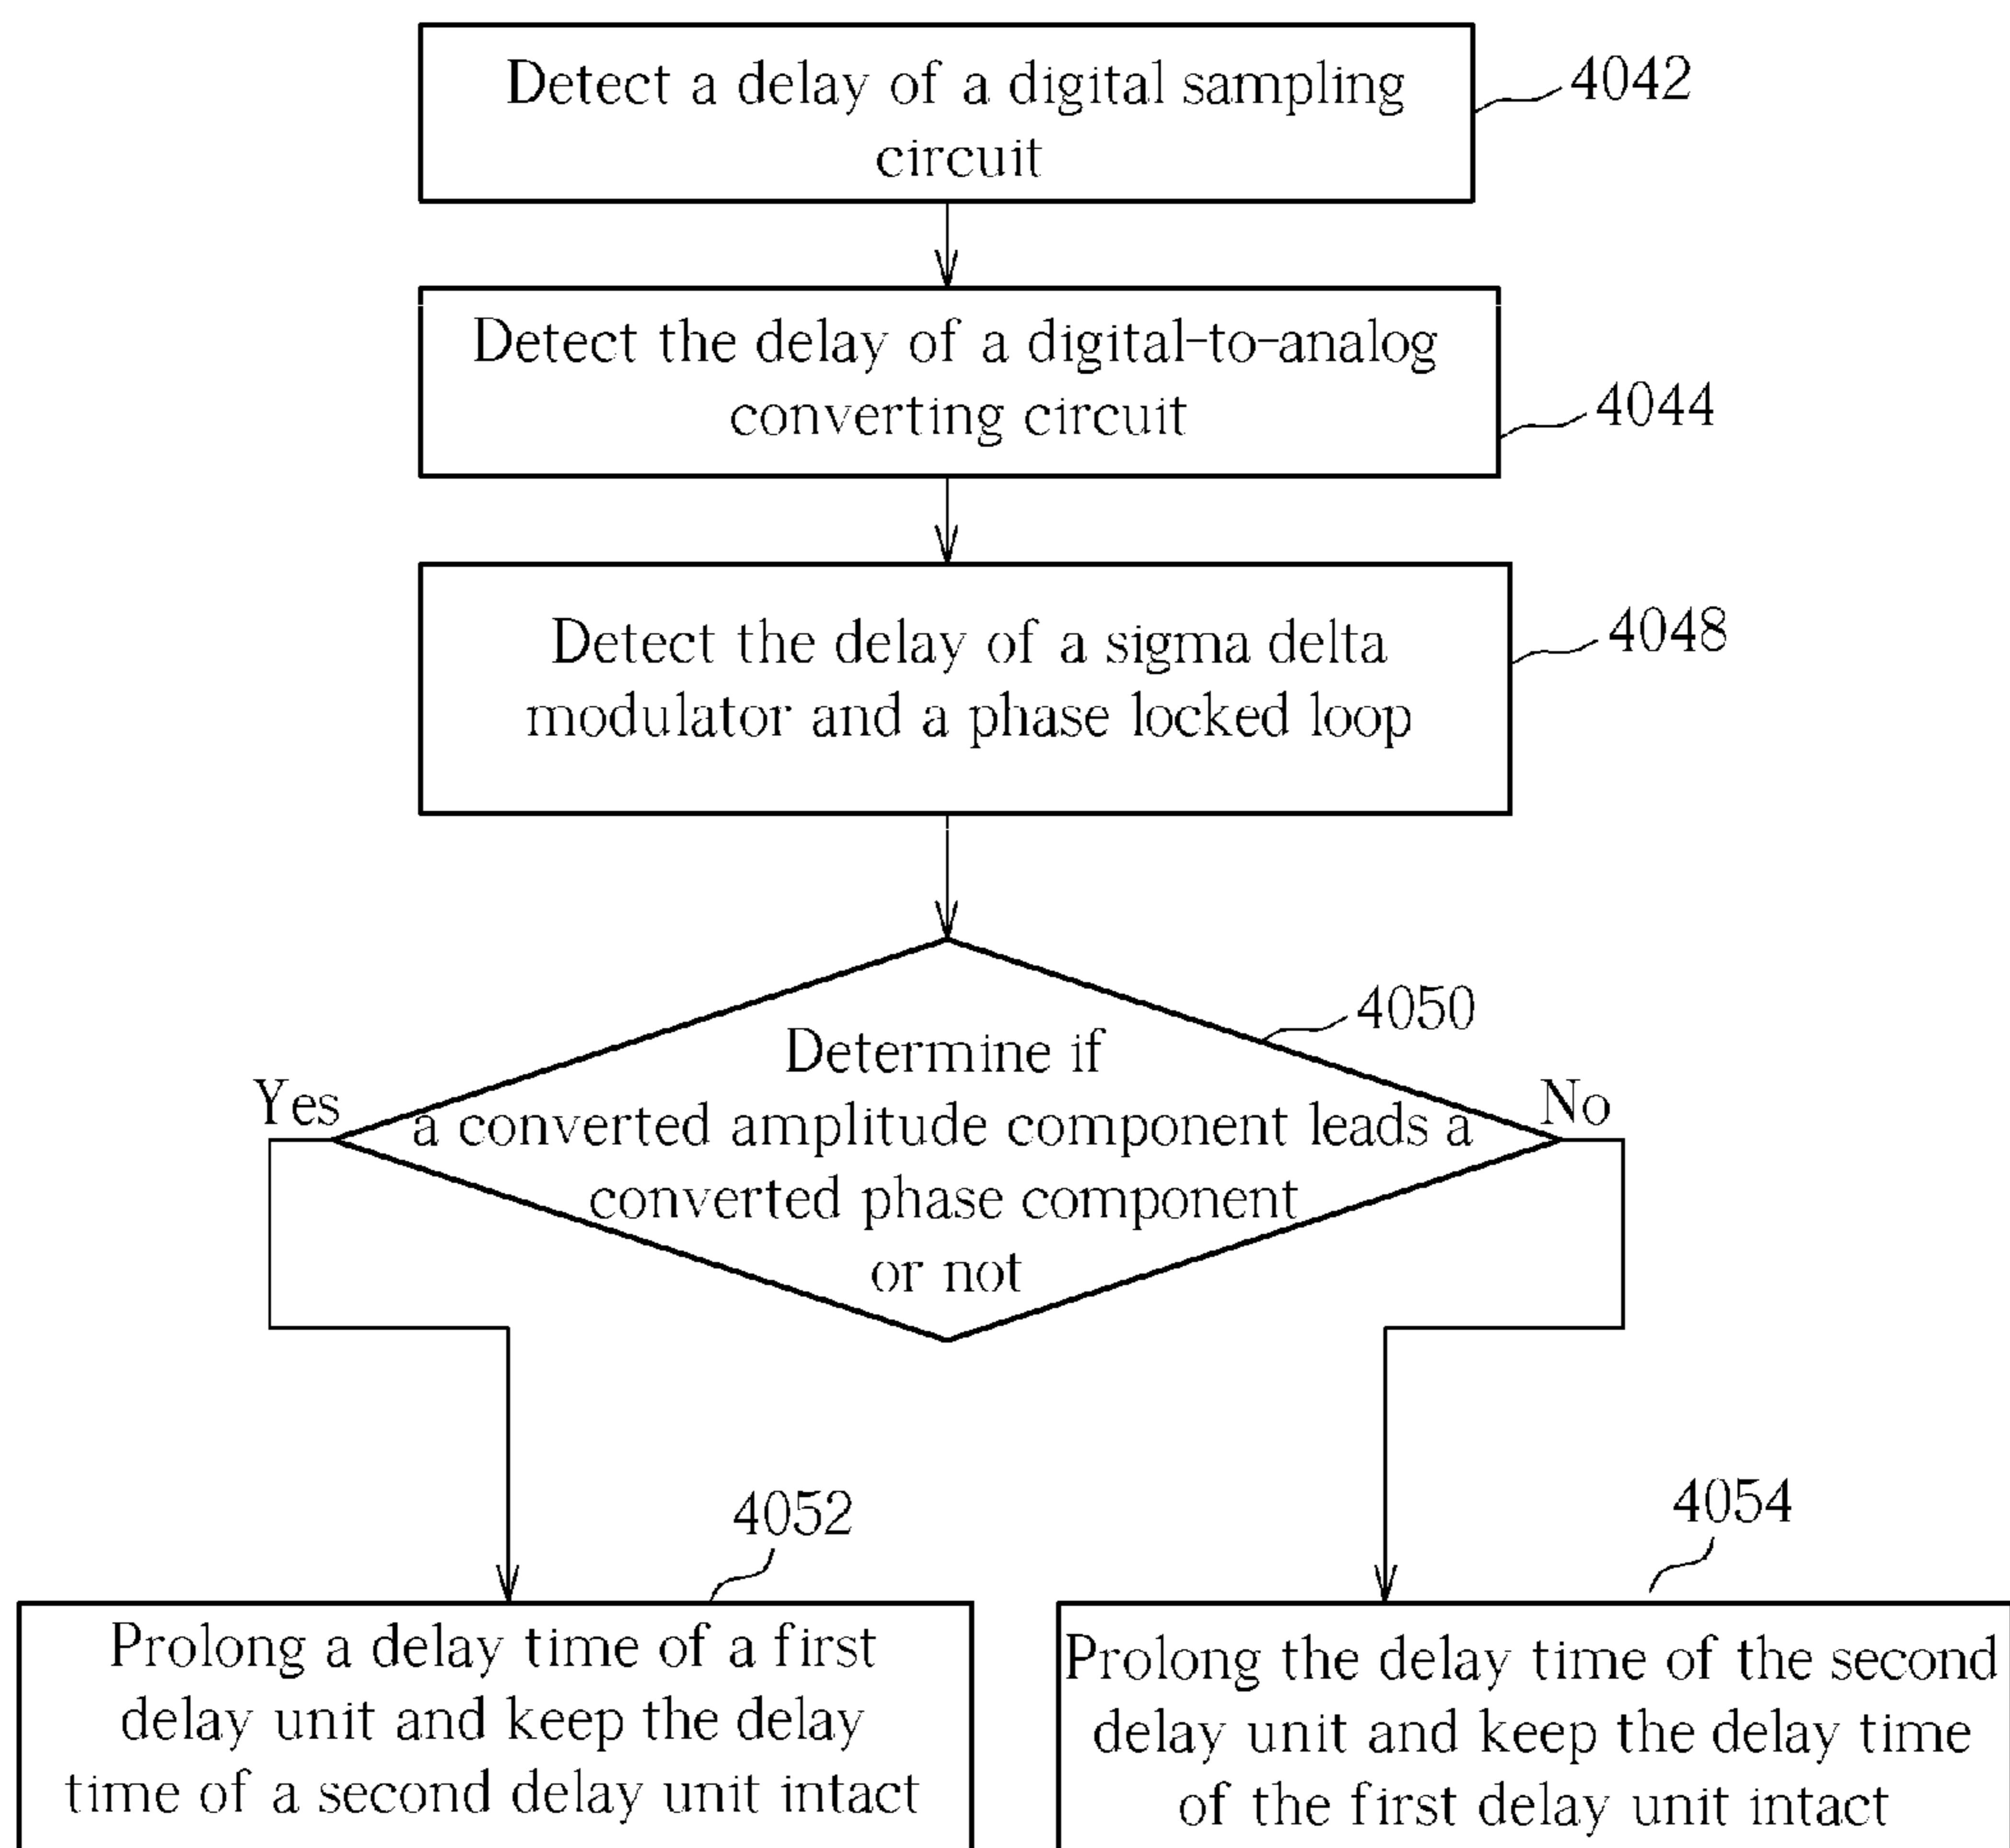 Detect a delay of a digital sampling
circuit
4042
Detect the delay of a digital-to-analog
converting circuit
4044
Detect the delay of a sigma delta
modulator and a phase locked loop
4048
4050
Determine if
a converted amplitude component leads a
converted phase component
or not
Yes
No
4052
Prolong a delay time of a first
delay unit and keep the delay
time of a second delay unit intact
4054
Prolong the delay time of the second
delay unit and keep the delay time
of the first delay unit intact